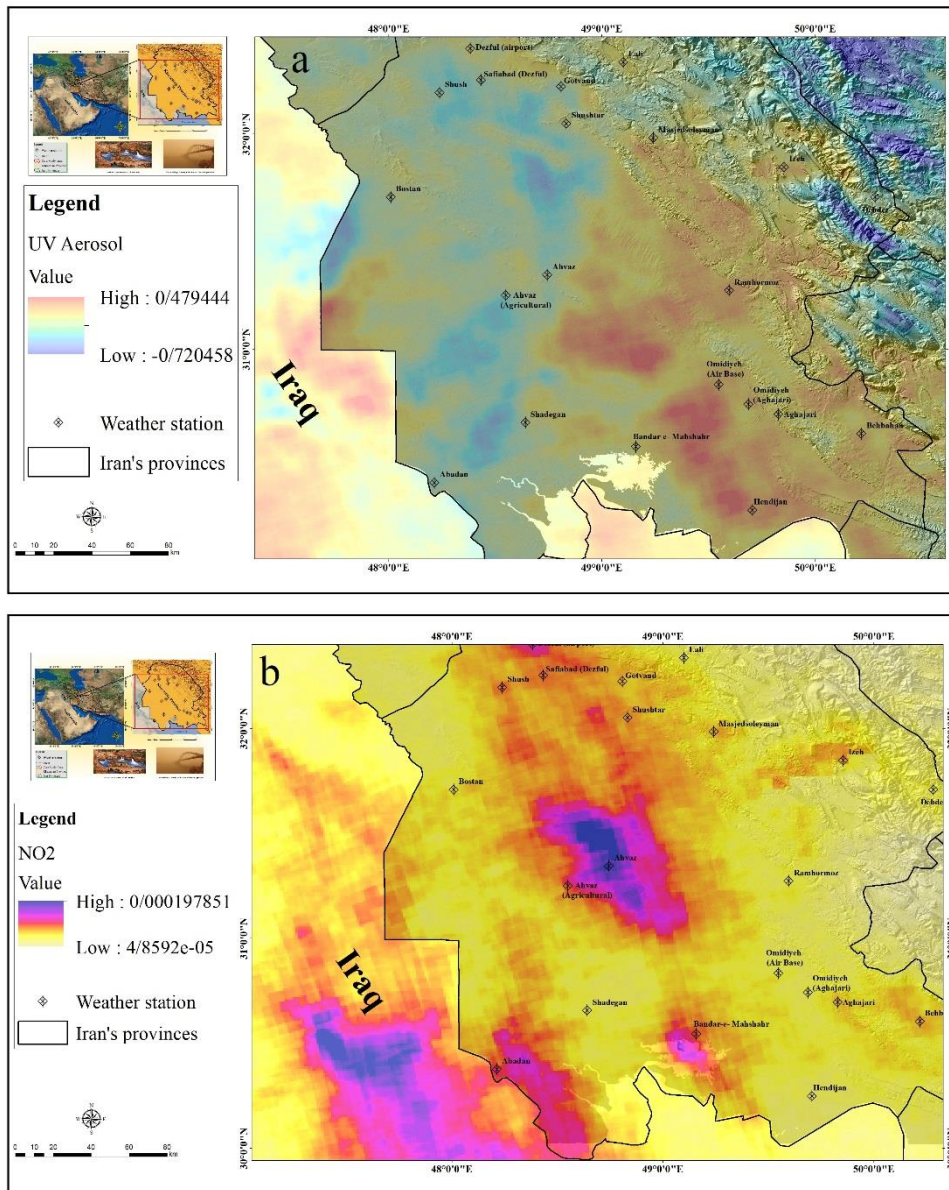 a
48°0'0"E
49°0'0"E
50°0'0"E
Dezful (airport)
Lali
Safiabad (Dezful)
Gotvand
Shush
Shushtar
32°0'0"N
Masjedsoleyman
Izeh
Bostan
Ahvaz
Ramhormoz
Ahvaz
(Agricultural)
31°0'0"N
Iraq
Omidiyeh
(Air Base)
Omidiyeh
(Aghajari)
Aghajari
Shadegan
Behbahan
Bandar-e- Mahshahr
Abadan
Hendijan
48°0'0"E
49°0'0"E
50°0'0"E
Legend
UV Aerosol
Value
High : 0/479444
Low : -0/720458
Weather station
Iran's provinces
0 10 20 40 60 80
km
b
48°0'0"E
49°0'0"E
50°0'0"E
Lali
Safiabad (Dezful)
Gotvand
Shush
Shushtar
32°0'0"N
Masjedsoleyman
Izeh
Bostan
Ahvaz
Ramhormoz
Ahvaz
(Agricultural)
31°0'0"N
Iraq
Omidiyeh
(Air Base)
Omidiyeh
(Aghajari)
Aghajari
Shadegan
Behb
Bandar-e- Mahshahr
Abadan
Hendijan
30°0'0"N
48°0'0"E
49°0'0"E
50°0'0"E
Legend
NO2
Value
High : 0/000197851
Low : 4/8592e-05
Weather station
Iran's provinces
0 10 20 40 60 80
km